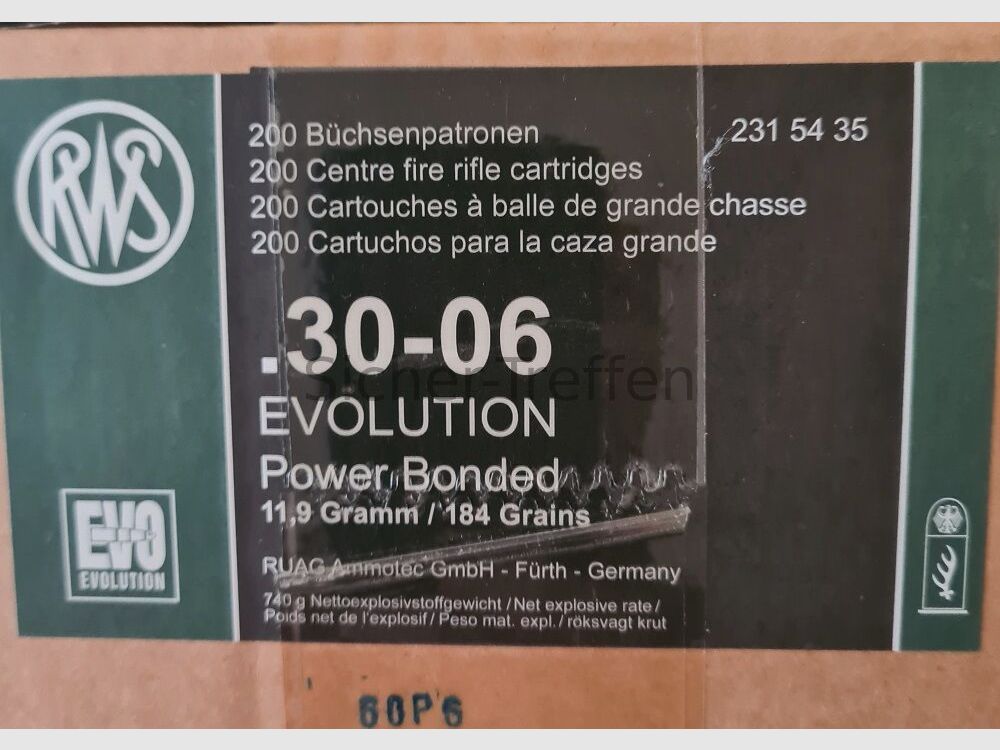 RWS
200 Büchsenpatronen
231 54 35
200 Centre fire rifle cartridges
200 Cartouches à balle de grande chasse
200 Cartuchos para la caza grande
.30-06
Sicher-Treffen
EVOLUTION
Power Bonded
11,9 Gramm / 184 Grains
EVO
EVOLUTION
RUAG Ammotec GmbH - Fürth - Germany
740 g Nettoexplosivstoffgewicht / Net explosive rate /
Poids net de l'explosif / Peso mat. expl. / röksvagt krut
60P6